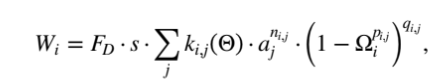 W_i = F_D · s · ∑_j k_{i,j}(Θ) · a_j^{n_{i,j}} · (1 − Ω_i^{p_{i,j}})^{q_{i,j}},